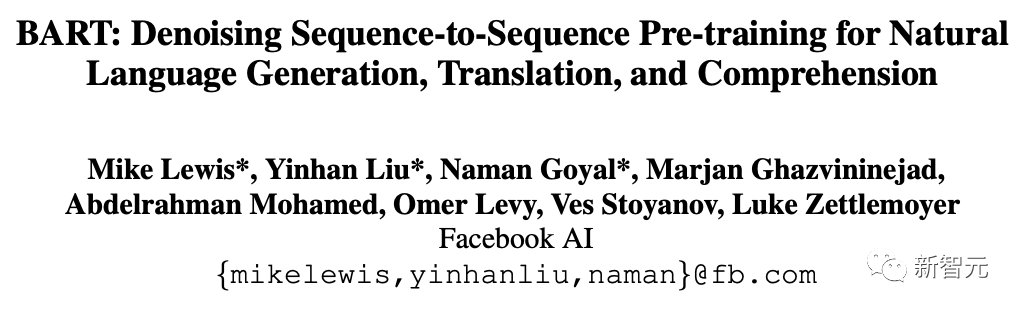 BART: Denoising Sequence-to-Sequence Pre-training for Natural
Language Generation, Translation, and Comprehension
Mike Lewis*, Yinhan Liu*, Naman Goyal*, Marjan Ghazvininejad,
Abdelrahman Mohamed, Omer Levy, Ves Stoyanov, Luke Zettlemoyer
Facebook AI
{mikelewis,yinhanliu,naman}@fb.com
新智元